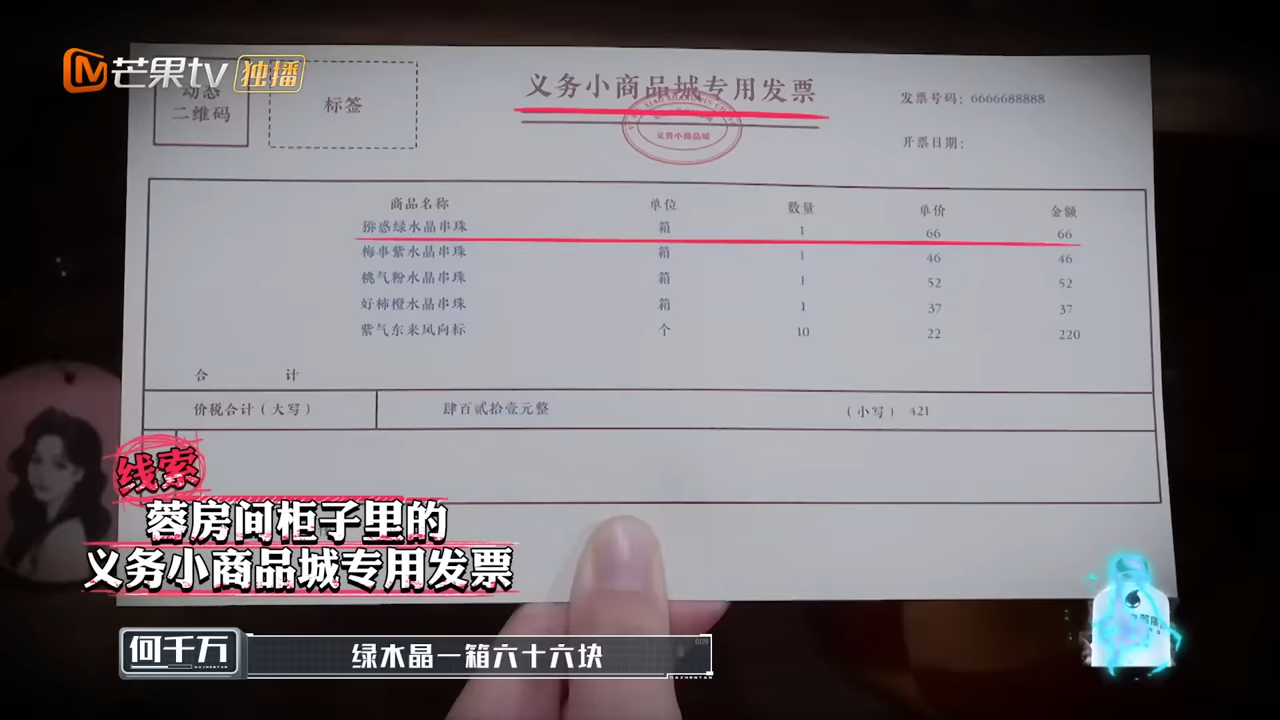 芒果tv 独播
动态
二维码
标签
义务小商品城专用发票
义务小商品城
发票号码：6666688888
开票日期：
商品名称 单位 数量 单价 金额
翡惑绿水晶串珠 箱 1 66 66
梅事紫水晶串珠 箱 1 46 46
桃气粉水晶串珠 箱 1 52 52
好柿橙水晶串珠 箱 1 37 37
紫气东来风向标 个 10 22 220
合 计
价税合计（大写） 肆百贰拾壹元整 （小写） 421
线索
蓉房间柜子里的
义务小商品城专用发票
何千万 绿水晶一箱六十六块